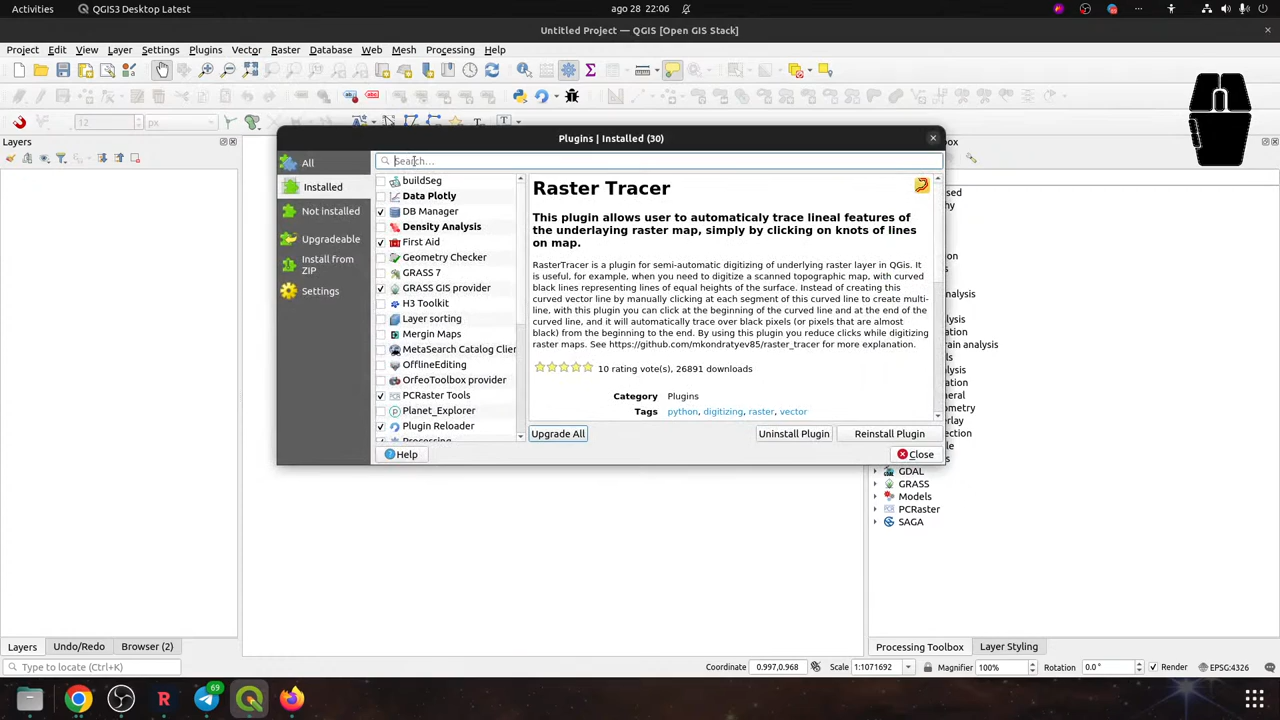 Activities
QGIS3 Desktop Latest
ago 28 22:06
Untitled Project — QGIS [Open GIS Stack]
Project Edit View Layer Settings Plugins Vector Raster Database Web Mesh Processing Help
12 px
Layers
Plugins | Installed (30)
All
Installed
Not installed
Upgradeable
Install from ZIP
Settings
Search...
buildSeg
Data Plotly
DB Manager
Density Analysis
First Aid
Geometry Checker
GRASS 7
GRASS GIS provider
H3 Toolkit
Layer sorting
Mergin Maps
MetaSearch Catalog Clien
OfflineEditing
OrfeoToolbox provider
PCRaster Tools
Planet_Explorer
Plugin Reloader
Processing
Raster Tracer
This plugin allows user to automaticaly trace lineal features of
the underlaying raster map, simply by clicking on knots of lines
on map.
RasterTracer is a plugin for semi-automatic digitizing of underlying raster layer in QGis. It
is useful, for example, when you need to digitize a scanned topographic map, with curved
black lines representing lines of equal heights of the surface. Instead of creating this
curved vector line by manually clicking at each segment of this curved line to create multi-
line, with this plugin you can click at the beginning of the curved line and at the end of the
curved line, and it will automatically trace over black pixels (or pixels that are almost
black) from the beginning to the end. By using this plugin you reduce clicks while digitizing
raster maps. See https://github.com/mkondratyev85/raster_tracer for more explanation.
10 rating vote(s), 26891 downloads
Category Plugins
Tags python, digitizing, raster, vector
Upgrade All
Uninstall Plugin
Reinstall Plugin
Help
Close
GDAL
GRASS
Models
PCRaster
SAGA
Layers Undo/Redo Browser (2)
Processing Toolbox Layer Styling
Type to locate (Ctrl+K)
Coordinate 0.997,0.968 Scale 1:1071692 Magnifier 100% Rotation 0.0 ° Render EPSG:4326
69